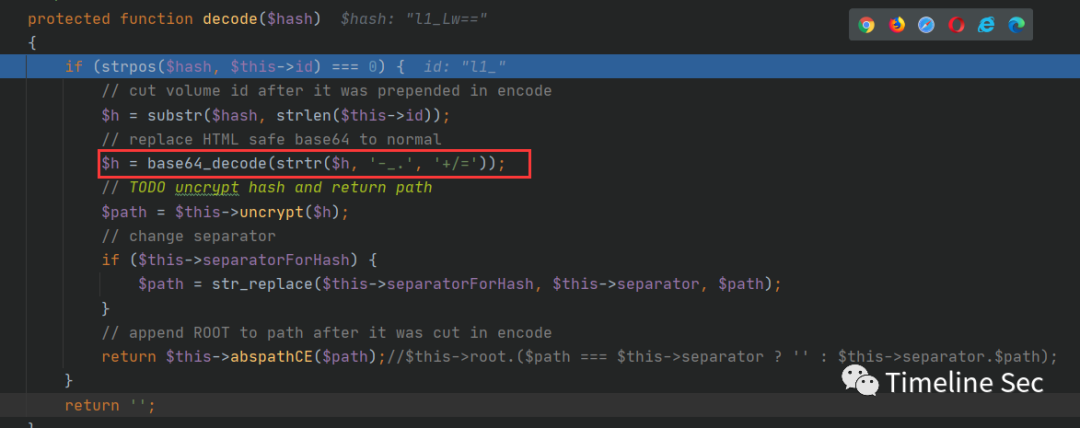 protected function decode($hash)  $hash: "l1_Lw=="
{
if (strpos($hash, $this->id) === 0) {  id: "l1_"
// cut volume id after it was prepended in encode
$h = substr($hash, strlen($this->id));
// replace HTML safe base64 to normal
$h = base64_decode(strtr($h, '-_.', '+/='));
// TODO uncrypt hash and return path
$path = $this->uncrypt($h);
// change separator
if ($this->separatorForHash) {
$path = str_replace($this->separatorForHash, $this->separator, $path);
}
// append ROOT to path after it was cut in encode
return $this->abspathCE($path);//$this->root.($path === $this->separator ? '' : $this->separator.$path);
}
return '';
}
Timeline Sec